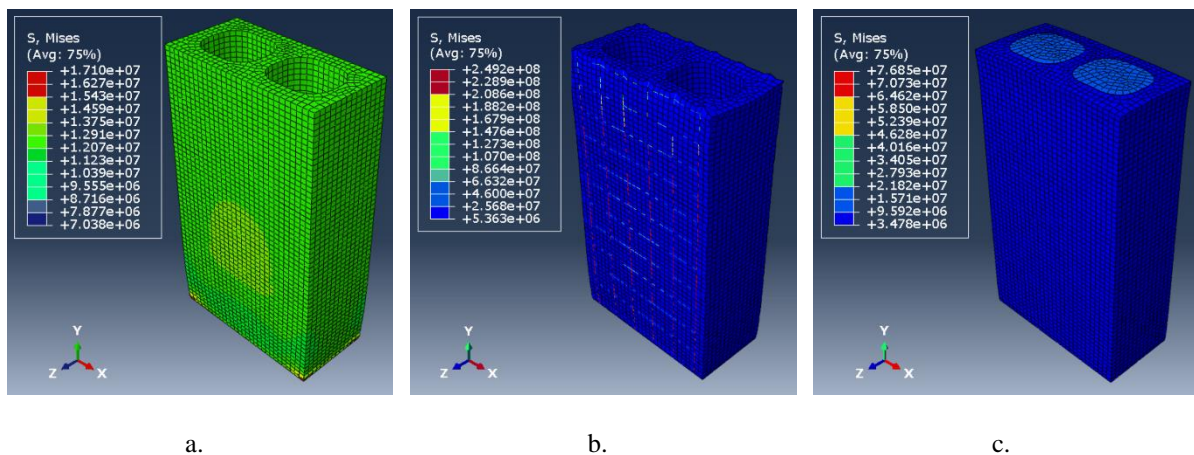 S, Mises
(Avg: 75%)
+1.710e+07
+1.627e+07
+1.543e+07
+1.459e+07
+1.375e+07
+1.291e+07
+1.207e+07
+1.123e+07
+1.039e+07
+9.555e+06
+8.716e+06
+7.877e+06
+7.038e+06
Y
Z
X
a.
S, Mises
(Avg: 75%)
+2.492e+08
+2.289e+08
+2.086e+08
+1.882e+08
+1.679e+08
+1.476e+08
+1.273e+08
+1.070e+08
+8.664e+07
+6.632e+07
+4.600e+07
+2.568e+07
+5.363e+06
Y
Z
X
b.
S, Mises
(Avg: 75%)
+7.685e+07
+7.073e+07
+6.462e+07
+5.850e+07
+5.239e+07
+4.628e+07
+4.016e+07
+3.405e+07
+2.793e+07
+2.182e+07
+1.571e+07
+9.592e+06
+3.478e+06
Y
Z
X
c.